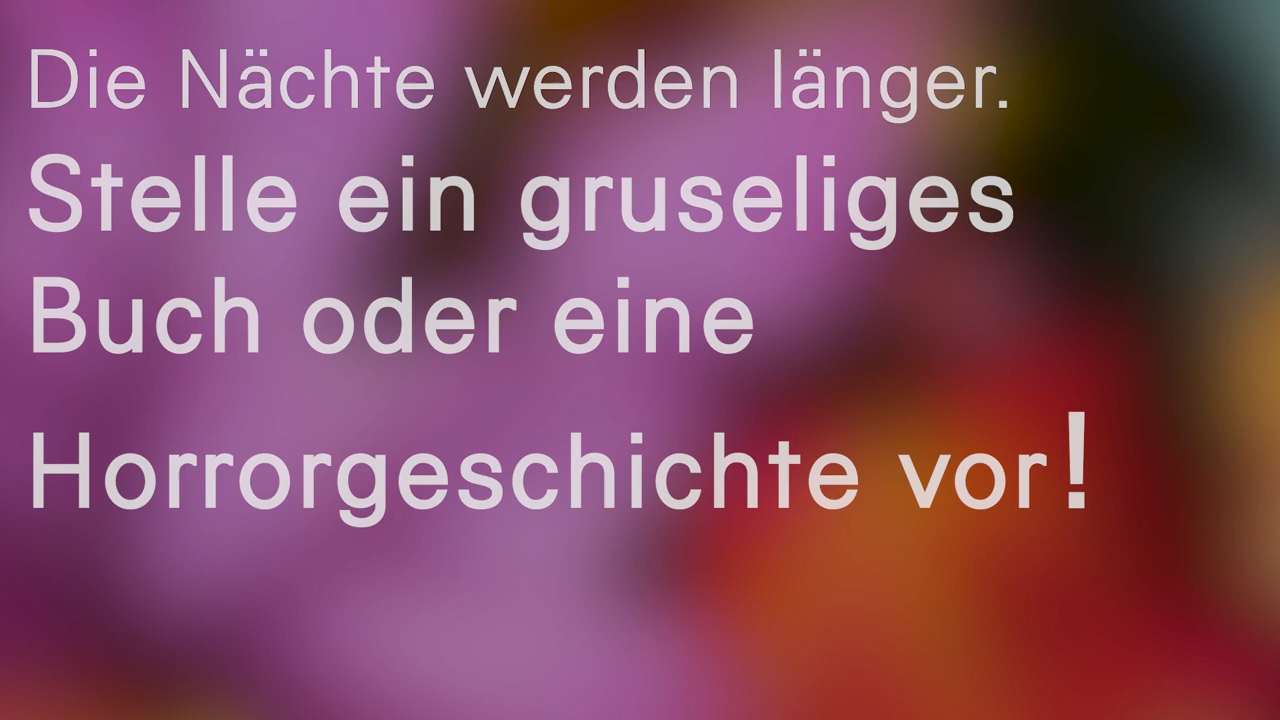 Die Nächte werden länger.
Stelle ein gruseliges
Buch oder eine
Horrorgeschichte vor!